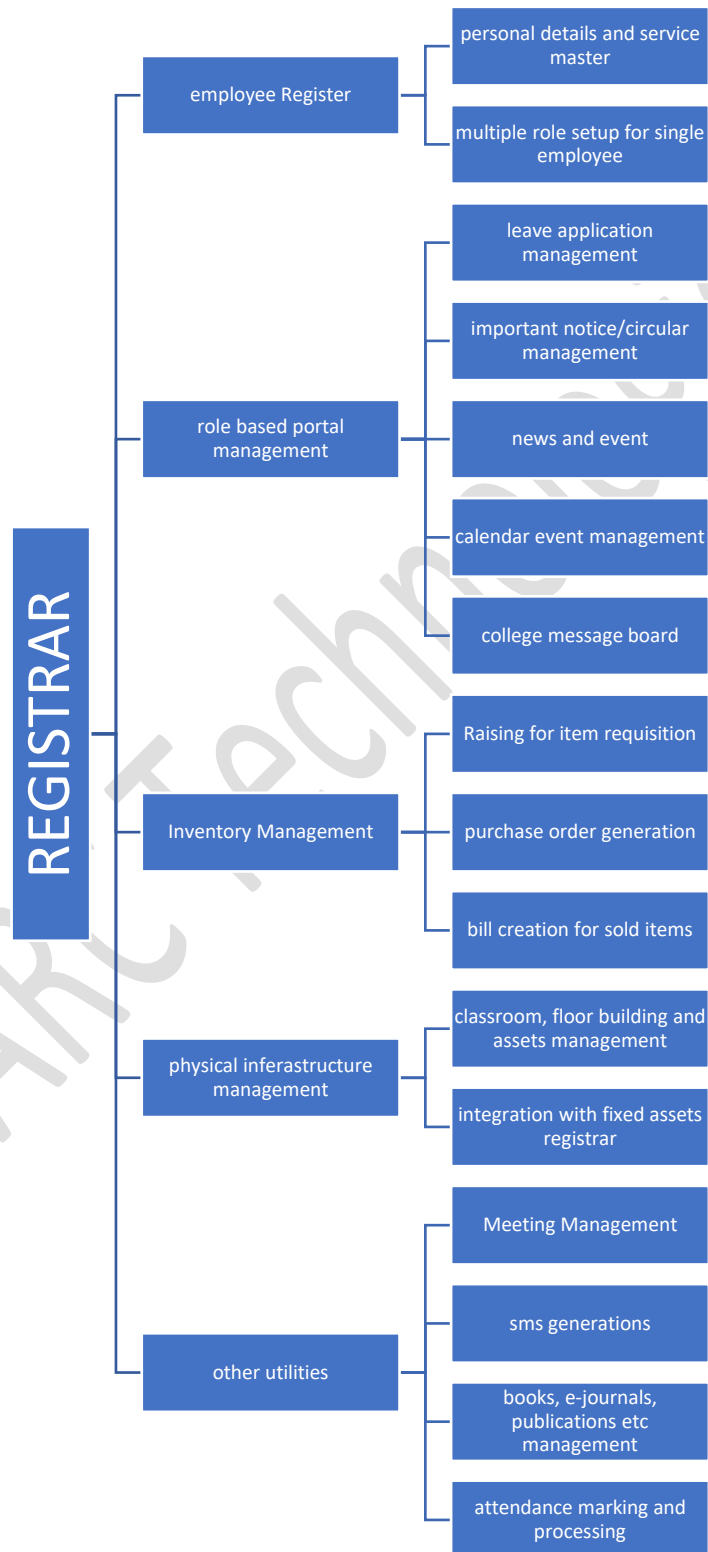 REGISTRAR
employee Register
personal details and service
master
multiple role setup for single
employee
role based portal
management
leave application
management
important notice/circular
management
news and event
calendar event management
college message board
Inventory Management
Raising for item requisition
purchase order generation
bill creation for sold items
physical inferastructure
management
classroom, floor building and
assets management
integration with fixed assets
registrar
other utilities
Meeting Management
sms generations
books, e-journals,
publications etc
management
attendance marking and
processing